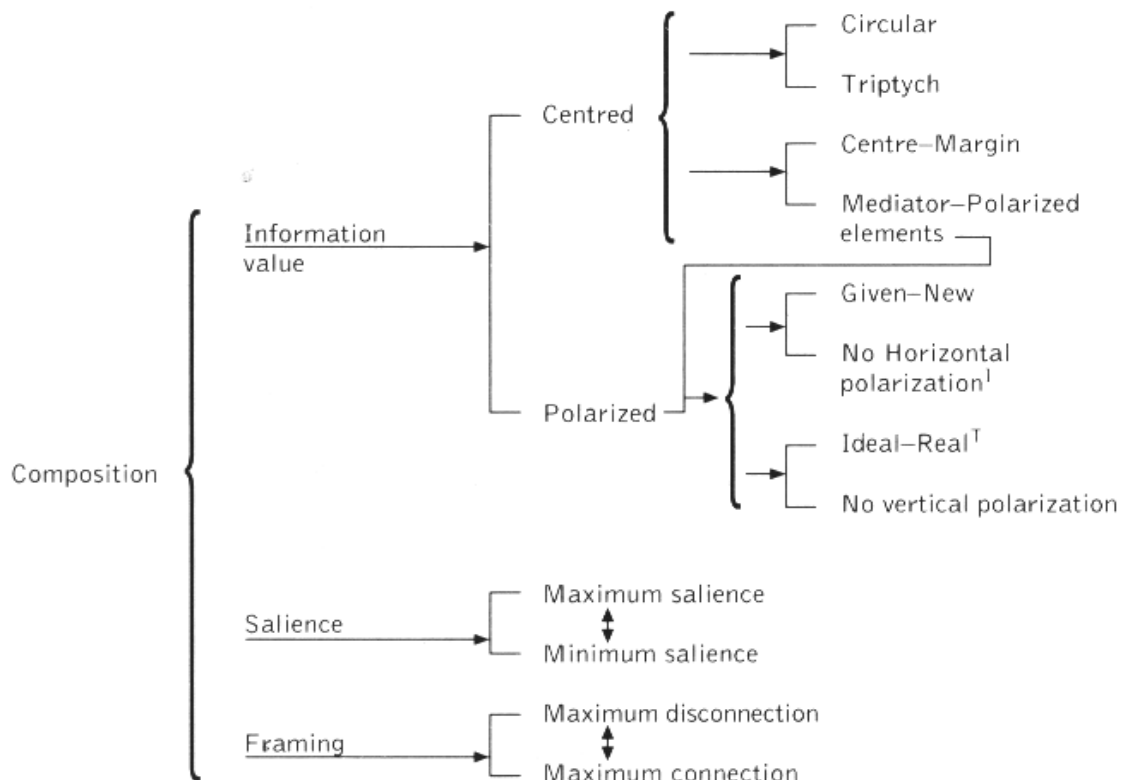 Circular
Triptych
Centred
Centre–Margin
Mediator–Polarized
elements
Information
value
Given–New
No Horizontal
polarization^I
Polarized
Ideal–Real^T
Composition
No vertical polarization
Maximum salience
Salience
Minimum salience
Maximum disconnection
Framing
Maximum connection